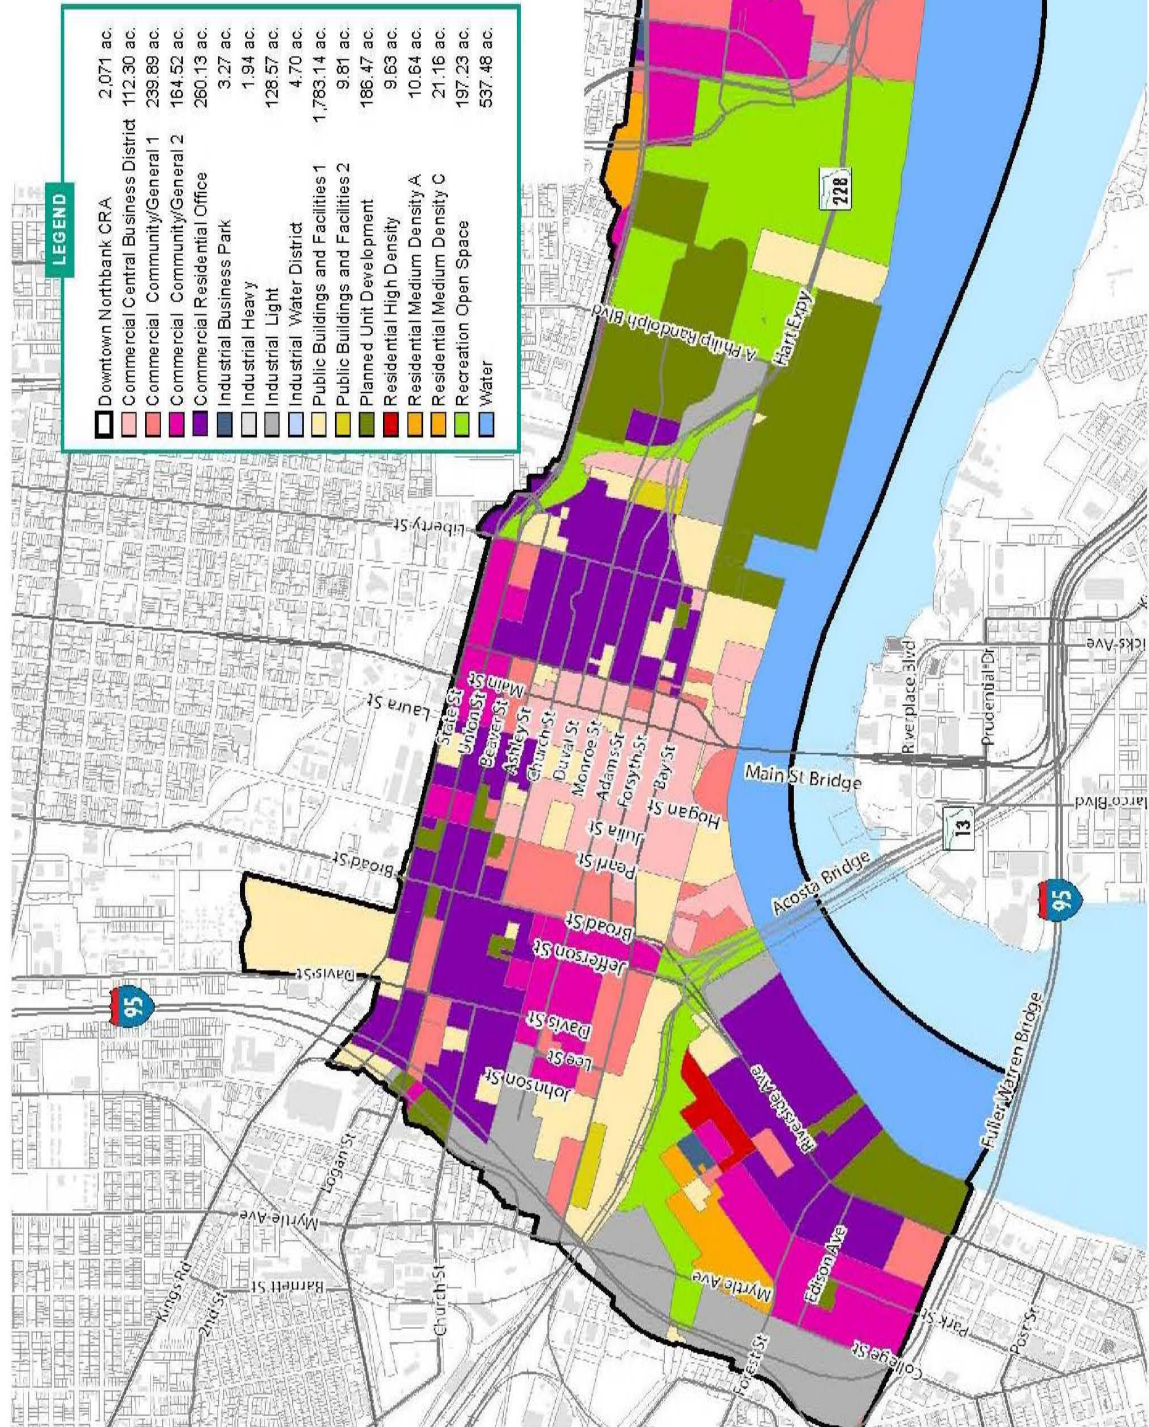 LEGEND
Downtown Northbank CRA 2,071 ac.
Commercial Central Business District 112.30 ac.
Commercial Community/General 1 239.89 ac.
Commercial Community/General 2 164.52 ac.
Commercial Residential Office 260.13 ac.
Industrial Business Park 3.27 ac.
Industrial Heavy 1.94 ac.
Industrial Light 128.57 ac.
Industrial Water District 4.70 ac.
Public Buildings and Facilities 1 1,783.14 ac.
Public Buildings and Facilities 2 9.81 ac.
Planned Unit Development 186.47 ac.
Residential High Density 9.63 ac.
Residential Medium Density A 10.64 ac.
Residential Medium Density C 21.16 ac.
Recreation Open Space 197.23 ac.
Water 537.48 ac.
228
A Philip Randolph Blvd
Hart Expy
Liberty St
Laura St
Main St
State St
Union St
Beaver St
Ashley St
Church St
Duval St
Monroe St
Adams St
Forsyth St
Bay St
Hogan St
Julia St
Pearl St
Broad St
Broad St
Jefferson St
Davis St
Davis St
Lee St
Johnson St
Main St Bridge
Riverplace Blvd
Prudential Dr
icks Ave
Marco Blvd
13
Acosta Bridge
95
95
Fuller Warren Bridge
Riverside Ave
Edison Ave
Myrtle Ave
Myrtle Ave
Logan St
Kings Rd
2nd St
Barnett St
Church St
Forest St
College St
Park St
Post St